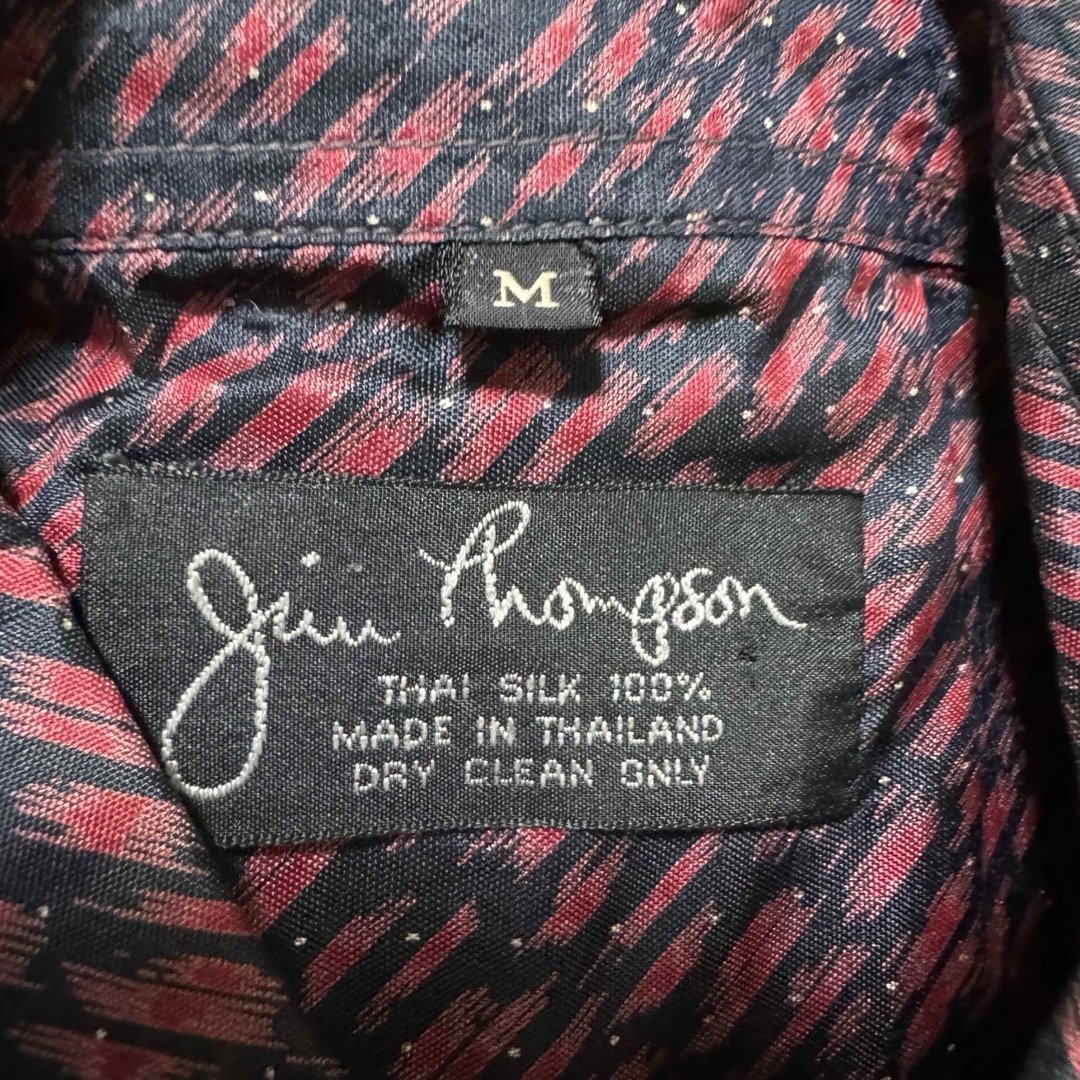 M
Jim Thompson
THAI SILK 100%
MADE IN THAILAND
DRY CLEAN ONLY